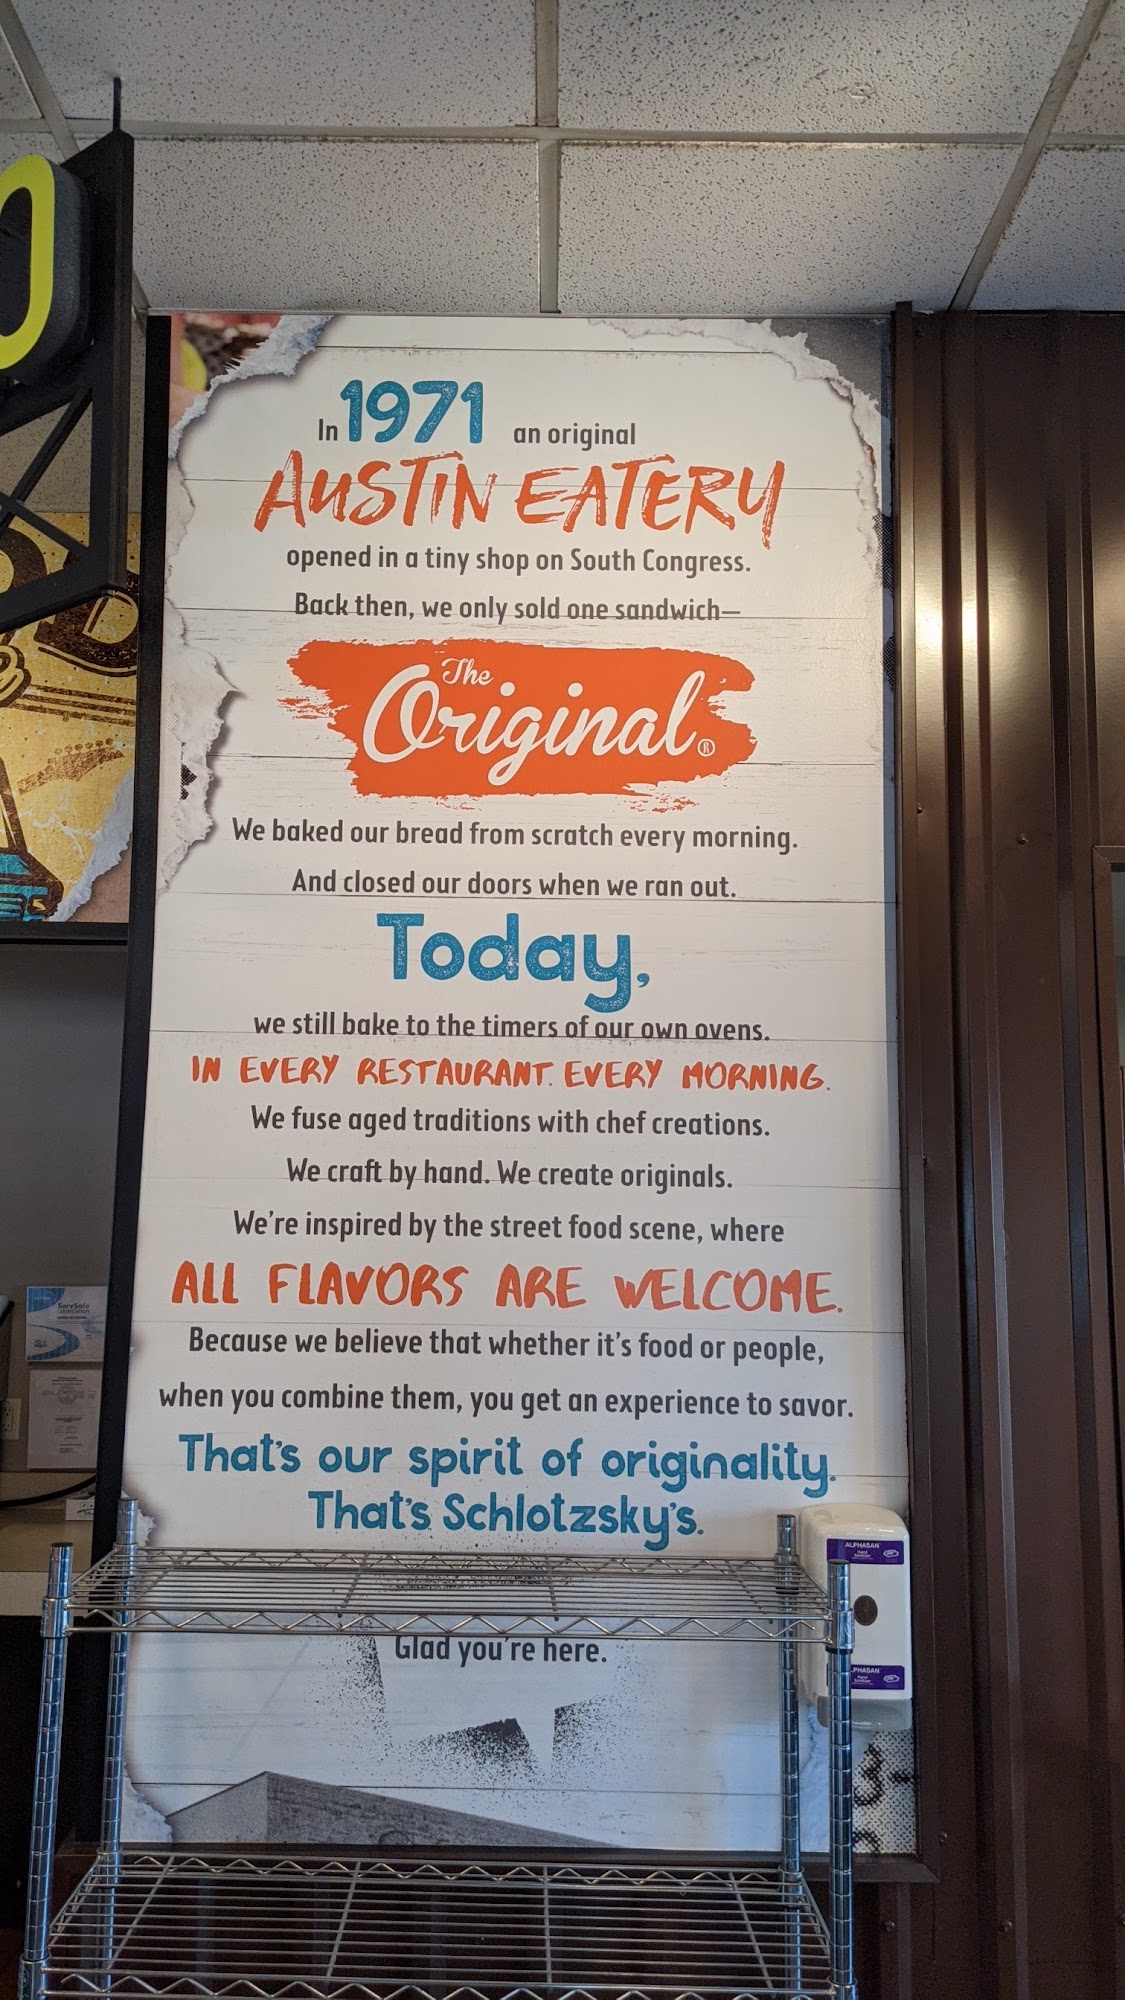 In 1971 an original
AUSTIN EATERY
opened in a tiny shop on South Congress.
Back then, we only sold one sandwich—
The
Original®
We baked our bread from scratch every morning.
And closed our doors when we ran out.
Today,
we still bake to the timers of our own ovens.
IN EVERY RESTAURANT. EVERY MORNING.
We fuse aged traditions with chef creations.
We craft by hand. We create originals.
We're inspired by the street food scene, where
ALL FLAVORS ARE WELCOME.
Because we believe that whether it's food or people,
when you combine them, you get an experience to savor.
That's our spirit of originality.
That's Schlotzsky's.
Glad you're here.
ServSafe
ALPHASAN
Hand
Sanitizer
PHASAN